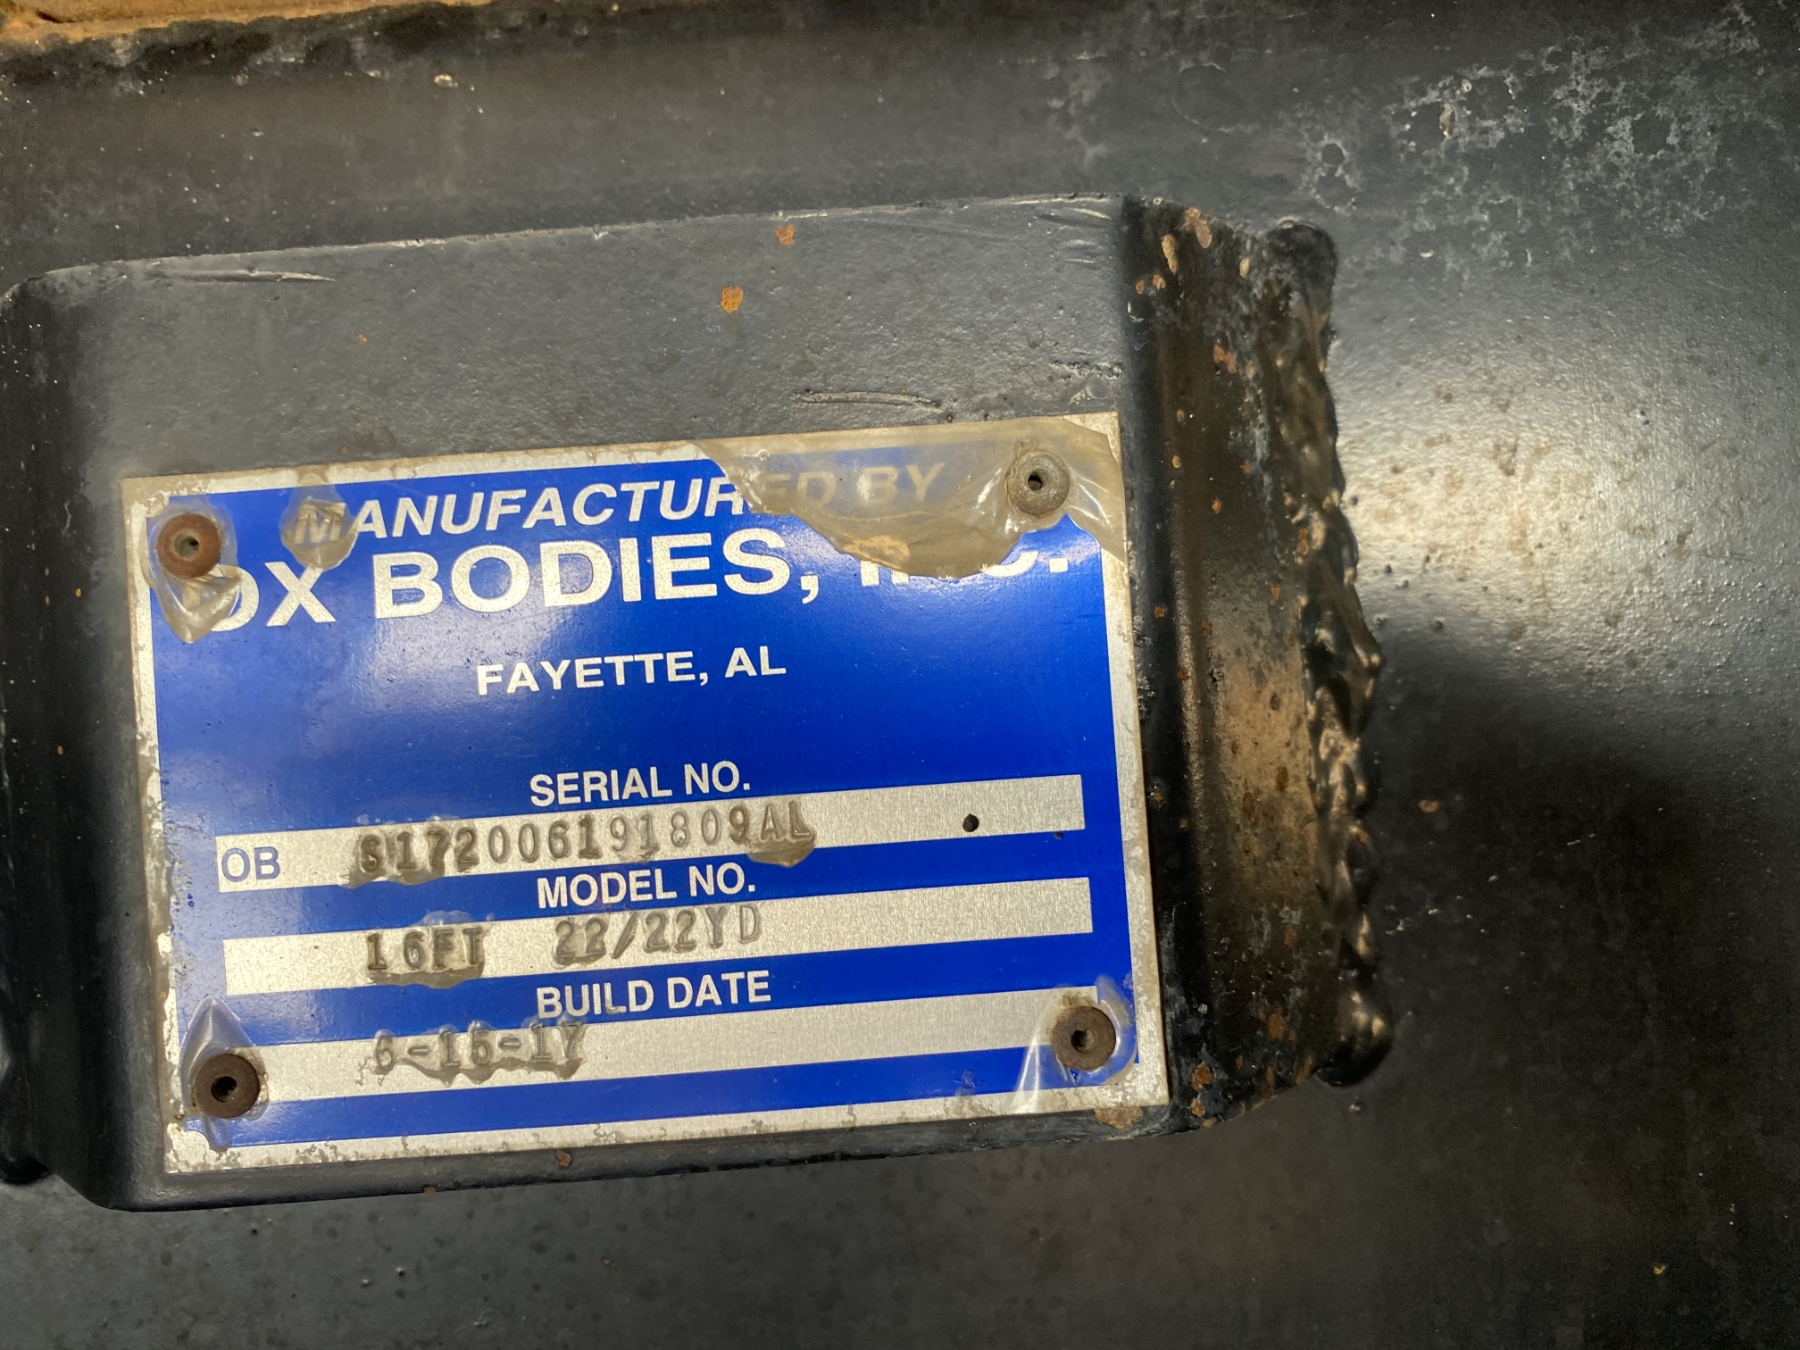 MANUFACTURED BY
OX BODIES, INC.
FAYETTE, AL
SERIAL NO.
OB S172006191809AL
MODEL NO.
16FT 22/22YD
BUILD DATE
6-15-17